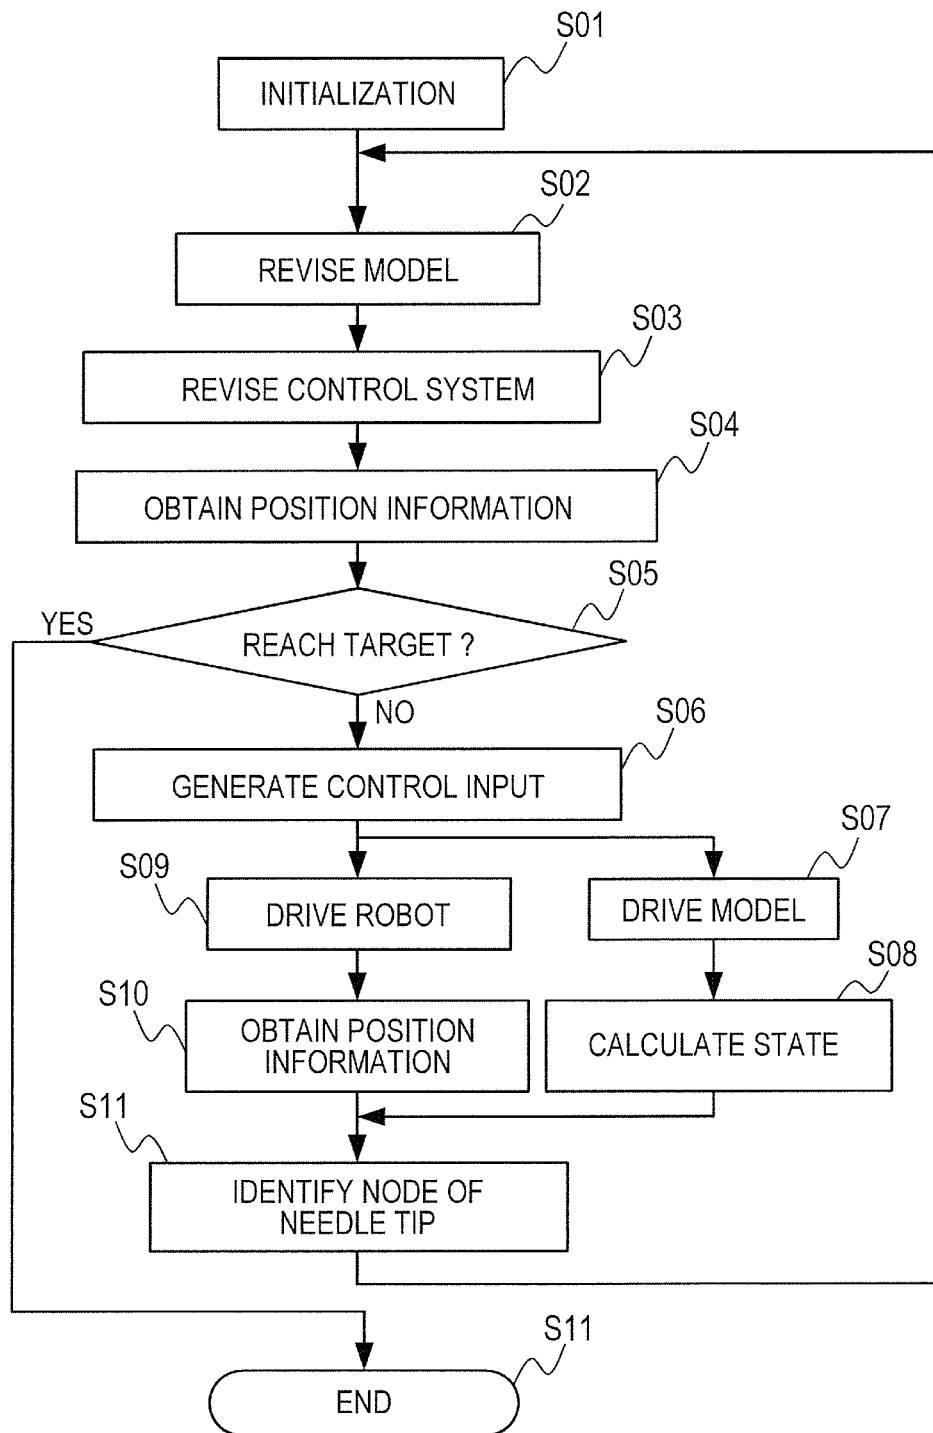 S01
INITIALIZATION
S02
REVISE MODEL
S03
REVISE CONTROL SYSTEM
S04
OBTAIN POSITION INFORMATION
S05
YES
REACH TARGET ?
NO
S06
GENERATE CONTROL INPUT
S07
S09
DRIVE ROBOT
DRIVE MODEL
S08
S10
OBTAIN POSITION
INFORMATION
CALCULATE STATE
S11
IDENTIFY NODE OF
NEEDLE TIP
S11
END